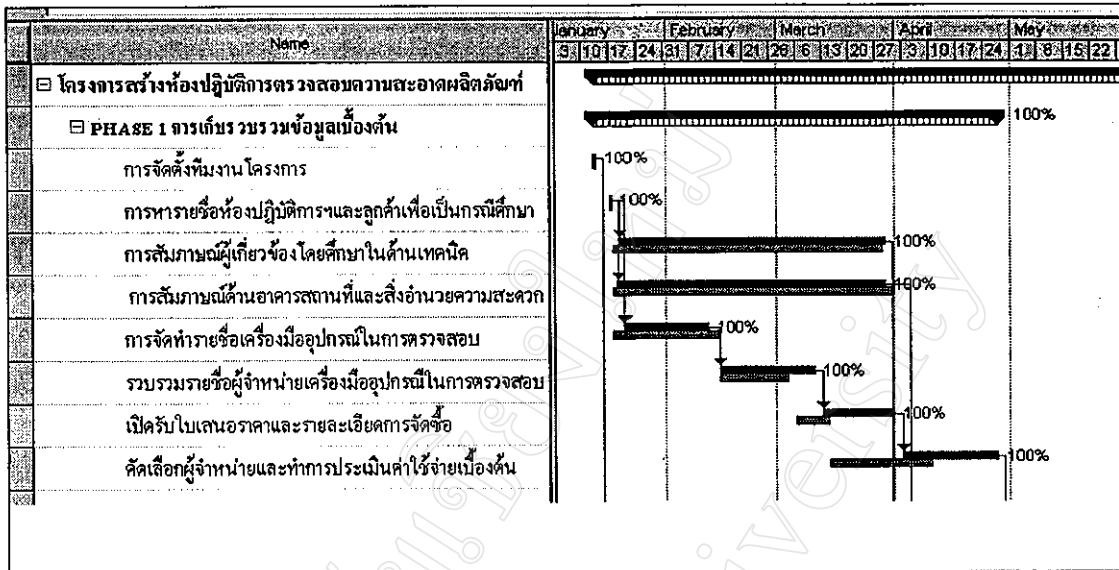 Name
January February March April May
3 10 17 24 31 7 14 21 28 6 13 20 27 3 10 17 24 1 8 15 22
โครงการสร้างห้องปฏิบัติการตรวจสอบความสะอาดผลิตภัณฑ์
PHASE 1 การเก็บรวบรวมข้อมูลเบื้องต้น 100%
การจัดตั้งทีมงานโครงการ 100%
การหารายชื่อห้องปฏิบัติการฯและลูกค้าเพื่อเป็นกรณีศึกษา 100%
การสัมภาษณ์ผู้เกี่ยวข้องโดยศึกษาในด้านเทคนิค 100%
การสัมภาษณ์ด้านอาคารสถานที่และสิ่งอำนวยความสะดวก 100%
การจัดทำรายชื่อเครื่องมืออุปกรณ์ในการตรวจสอบ 100%
รวบรวมรายชื่อผู้จำหน่ายเครื่องมืออุปกรณ์ในการตรวจสอบ 100%
เปิดรับใบเสนอราคาและรายละเอียดการจัดซื้อ 100%
คัดเลือกผู้จำหน่ายและทำการประเมินค่าใช้จ่ายเบื้องต้น 100%